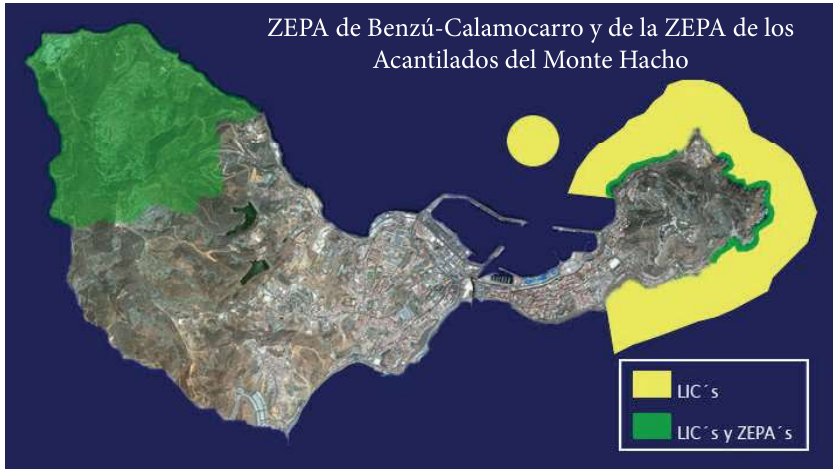 ZEPA de Benzú-Calamocarro y de la ZEPA de los
Acantilados del Monte Hacho
LIC´s
LIC´s y ZEPA´s